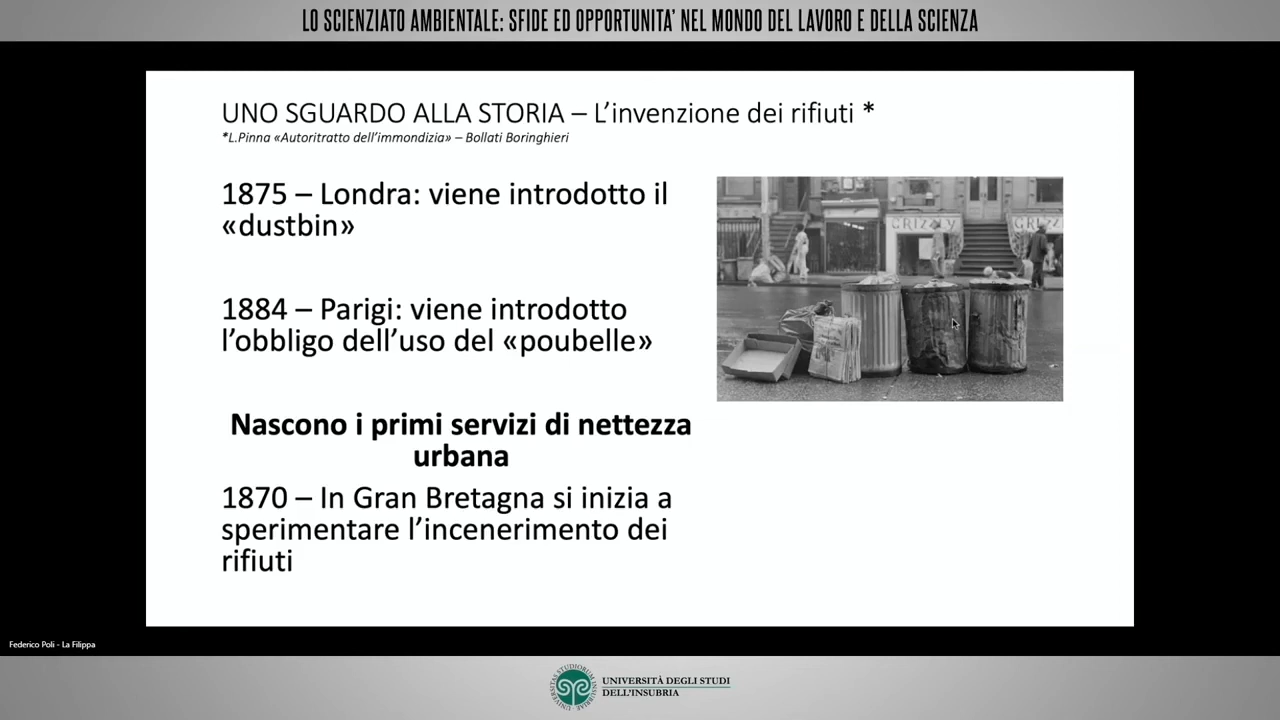 LO SCIENZIATO AMBIENTALE: SFIDE ED OPPORTUNITA' NEL MONDO DEL LAVORO E DELLA SCIENZA
UNO SGUARDO ALLA STORIA – L'invenzione dei rifiuti *
*L.Pinna «Autoritratto dell'immondizia» – Bollati Boringhieri
1875 – Londra: viene introdotto il
«dustbin»
1884 – Parigi: viene introdotto
l'obbligo dell'uso del «poubelle»
Nascono i primi servizi di nettezza
urbana
1870 – In Gran Bretagna si inizia a
sperimentare l'incenerimento dei
rifiuti
GRIZZLY
Federico Poli - La Filippa
UNIVERSITÀ DEGLI STUDI
DELL'INSUBRIA